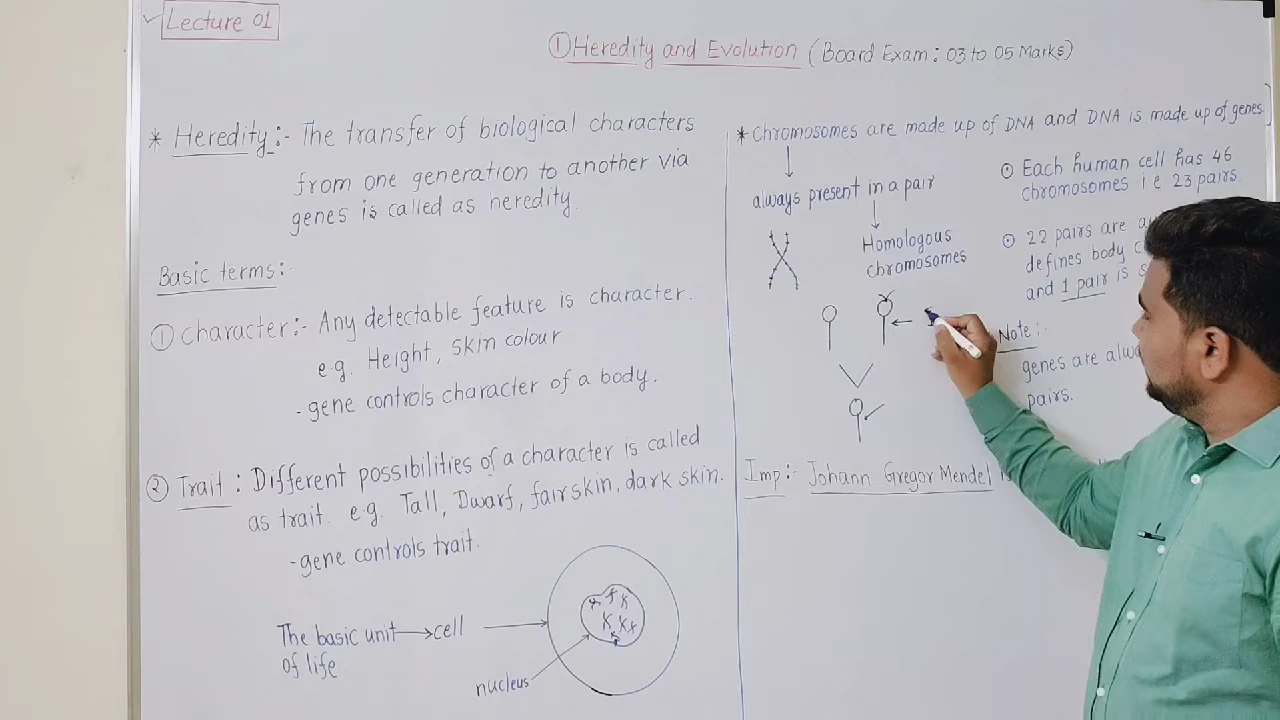 Lecture 01
① Heredity and Evolution (Board Exam: 03 to 05 Marks)
* Heredity :- The transfer of biological characters
from one generation to another via
genes is called as heredity.
Basic terms:-
① Character:- Any detectable feature is character.
e.g. Height, skin colour
- gene controls character of a body.
② Trait : Different possibilities of a character is called
as trait. e.g. Tall, Dwarf, fair skin, dark skin.
- gene controls trait.
The basic unit → cell
of life
nucleus
* Chromosomes are made up of DNA and DNA is made up of genes.
always present in a pair
Homologous
chromosomes
⊙ Each human cell has 46
chromosomes i.e 23 pairs.
⊙ 22 pairs are
defines body
and 1 pair is
Note:-
genes are
pairs.
Imp:- Johann Gregor Mendel